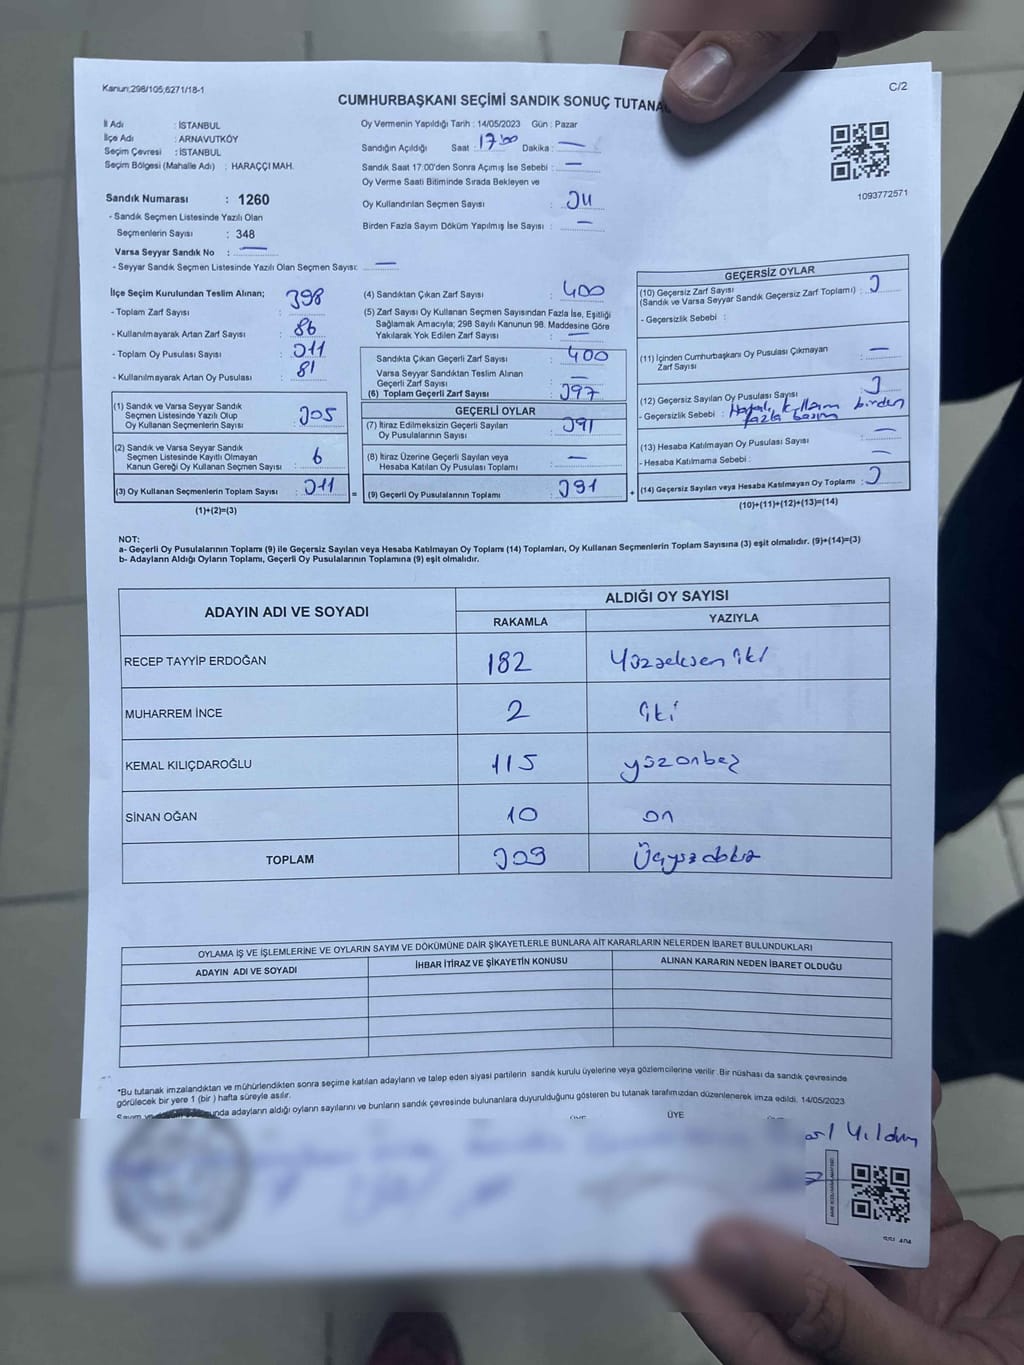 Kanun;298/105,6271/18-1
C/2
CUMHURBAŞKANI SEÇİMİ SANDIK SONUÇ TUTANA
İl Adı : İSTANBUL
İlçe Adı : ARNAVUTKÖY
Seçim Çevresi : İSTANBUL
Seçim Bölgesi (Mahalle Adı) : HARAÇÇI MAH.
Oy Vermenin Yapıldığı Tarih : 14/05/2023 Gün : Pazar
Sandığın Açıldığı Saat : 17 00 Dakika : —
Sandık Saat 17:00'den Sonra Açımış İse Sebebi : —
Oy Verme Saati Bitiminde Sırada Bekleyen ve
Oy Kullandırılan Seçmen Sayısı :
Birden Fazla Sayım Döküm Yapılmış İse Sayısı : —
1093772571
Sandık Numarası : 1260
- Sandık Seçmen Listesinde Yazılı Olan
Seçmenlerin Sayısı : 348
Varsa Seyyar Sandık No : —
- Seyyar Sandık Seçmen Listesinde Yazılı Olan Seçmen Sayısı: —
İlçe Seçim Kurulundan Teslim Alınan; 398
- Toplam Zarf Sayısı :
- Kullanılmayarak Artan Zarf Sayısı : 86
- Toplam Oy Pusulası Sayısı : 311
- Kullanılmayarak Artan Oy Pusulası : 81
(1) Sandık ve Varsa Seyyar Sandık
Seçmen Listesinde Yazılı Olup
Oy Kullanan Seçmenlerin Sayısı : 305
(2) Sandık ve Varsa Seyyar Sandık
Seçmen Listesinde Kayıtlı Olmayan
Kanun Gereği Oy Kullanan Seçmen Sayısı : 6
(3) Oy Kullanan Seçmenlerin Toplam Sayısı : 311
(1)+(2)=(3)
=
(4) Sandıktan Çıkan Zarf Sayısı : 400
(5) Zarf Sayısı Oy Kullanan Seçmen Sayısından Fazla İse, Eşitliği
Sağlamak Amacıyla; 298 Sayılı Kanunun 98. Maddesine Göre
Yakılarak Yok Edilen Zarf Sayısı : —
Sandıkta Çıkan Geçerli Zarf Sayısı : 400
Varsa Seyyar Sandıktan Teslim Alınan
Geçerli Zarf Sayısı : —
(6) Toplam Geçerli Zarf Sayısı : 397
GEÇERLİ OYLAR
(7) İtiraz Edilmeksizin Geçerli Sayılan
Oy Pusulalarının Sayısı : 391
(8) İtiraz Üzerine Geçerli Sayılan veya
Hesaba Katılan Oy Pusulası Toplamı : —
(9) Geçerli Oy Pusulalarının Toplamı : 391
+
GEÇERSİZ OYLAR
(10) Geçersiz Zarf Sayısı
(Sandık ve Varsa Seyyar Sandık Geçersiz Zarf Toplamı) : 3
- Geçersizlik Sebebi :
(11) İçinden Cumhurbaşkanı Oy Pusulası Çıkmayan
Zarf Sayısı : —
(12) Geçersiz Sayılan Oy Pusulası Sayısı : 3
- Geçersizlik Sebebi : birden
fazla basım
(13) Hesaba Katılmayan Oy Pusulası Sayısı : —
- Hesaba Katılmama Sebebi : —
(14) Geçersiz Sayılan veya Hesaba Katılmayan Oy Toplamı : 3
(10)+(11)+(12)+(13)=(14)
NOT:
a- Geçerli Oy Pusulalarının Toplamı (9) ile Geçersiz Sayılan veya Hesaba Katılmayan Oy Toplamı (14) Toplamları, Oy Kullanan Seçmenlerin Toplam Sayısına (3) eşit olmalıdır. (9)+(14)=(3)
b- Adayların Aldığı Oyların Toplamı, Geçerli Oy Pusulalarının Toplamına (9) eşit olmalıdır.
ADAYIN ADI VE SOYADI
ALDIĞI OY SAYISI
RAKAMLA YAZIYLA
RECEP TAYYİP ERDOĞAN 182 Yüzseksen iki
MUHARREM İNCE 2 iki
KEMAL KILIÇDAROĞLU 115 yüzonbeş
SİNAN OĞAN 10 on
TOPLAM 309 Üçyüzdokuz
OYLAMA İŞ VE İŞLEMLERİNE VE OYLARIN SAYIM VE DÖKÜMÜNE DAİR ŞİKAYETLERLE BUNLARA AİT KARARLARIN NELERDEN İBARET BULUNDUKLARI
ADAYIN ADI VE SOYADI İHBAR İTİRAZ VE ŞİKAYETİN KONUSU ALINAN KARARIN NEDEN İBARET OLDUĞU
*Bu tutanak imzalandıktan ve mühürlendikten sonra seçime katılan adayların ve talep eden siyasi partilerin sandık kurulu üyelerine veya gözlemcilerine verilir. Bir nüshası da sandık çevresinde
görülecek bir yere 1 (bir ) hafta süreyle asılır.
adayların aldığı oyların sayılarını ve bunların sandık çevresinde bulunanlara duyurulduğunu gösteren bu tutanak tarafımızdan düzenlenerek imza edildi. 14/05/2023
ÜYE
Yıldım